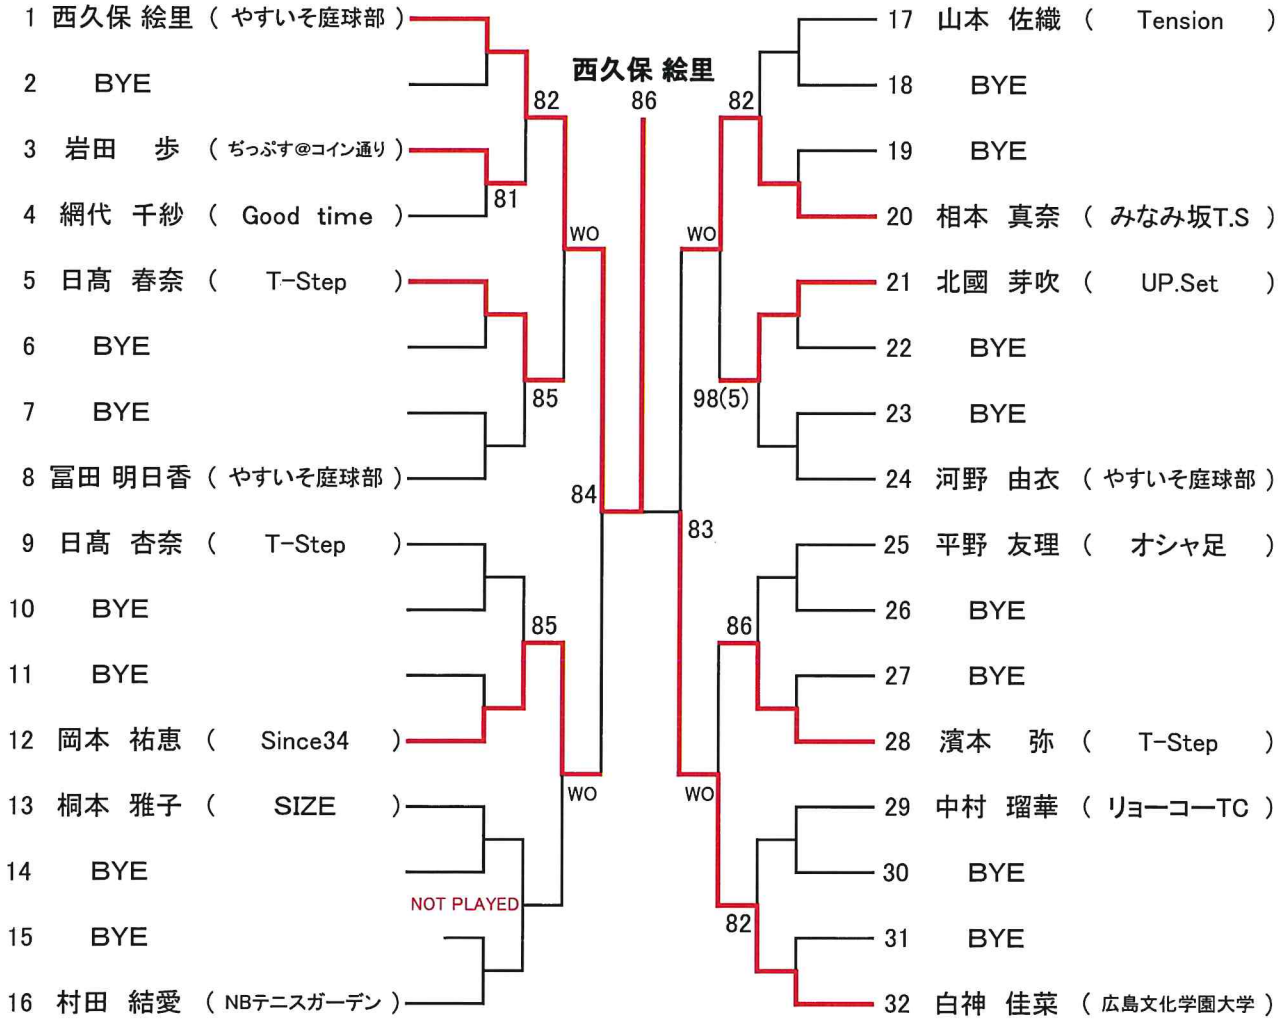 1 西久保 絵里 ( やすいそ庭球部 )
2 BYE
3 岩田 歩 ( ぢっぷす@コイン通り )
4 網代 千紗 ( Good time )
5 日髙 春奈 ( T-Step )
6 BYE
7 BYE
8 冨田 明日香 ( やすいそ庭球部 )
9 日髙 杏奈 ( T-Step )
10 BYE
11 BYE
12 岡本 祐恵 ( Since34 )
13 桐本 雅子 ( SIZE )
14 BYE
15 BYE
16 村田 結愛 ( NBテニスガーデン )
82
81
WO
85
84
85
WO
NOT PLAYED
西久保 絵里
86
82
WO
98(5)
83
86
WO
82
17 山本 佐織 ( Tension )
18 BYE
19 BYE
20 相本 真奈 ( みなみ坂T.S )
21 北國 芽吹 ( UP.Set )
22 BYE
23 BYE
24 河野 由衣 ( やすいそ庭球部 )
25 平野 友理 ( オシャ足 )
26 BYE
27 BYE
28 濱本 弥 ( T-Step )
29 中村 瑠華 ( リョーコーTC )
30 BYE
31 BYE
32 白神 佳菜 ( 広島文化学園大学 )